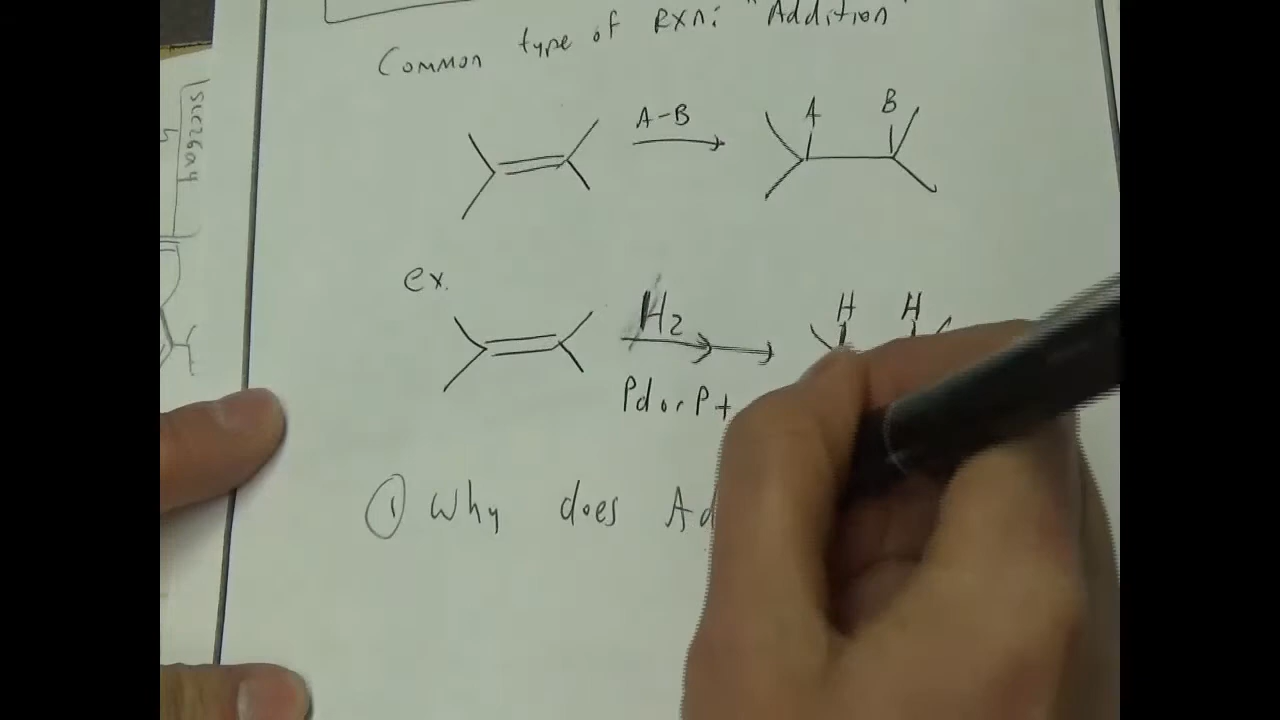 Common type of RXN: "Addition"
A-B
A B
ex.
H2
H H
Pd or Pt
① Why does Ad